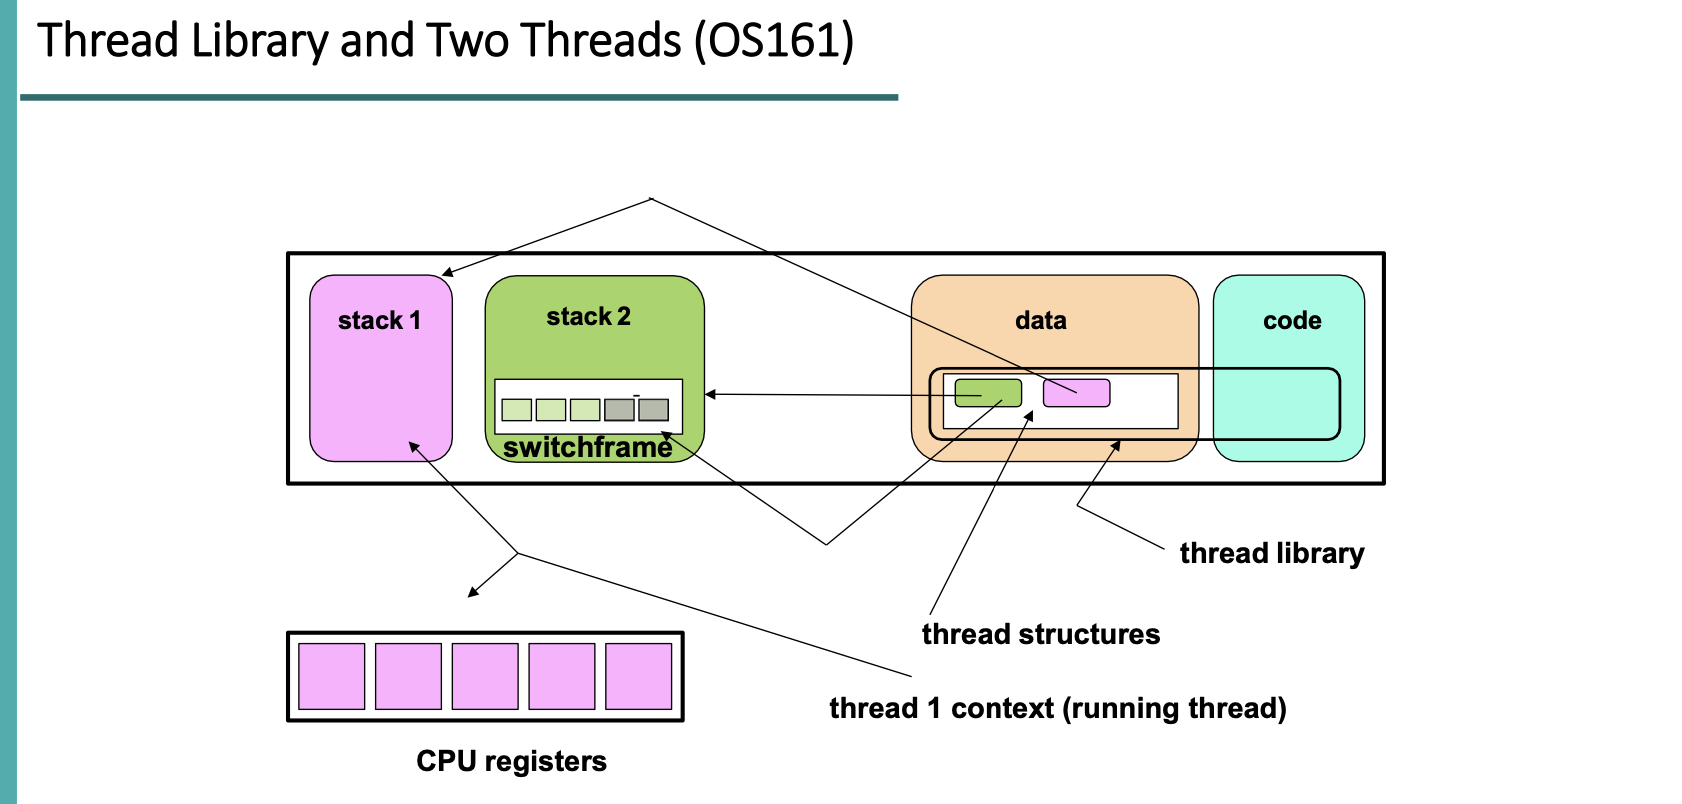 Thread Library and Two Threads (OS161)
stack 1
stack 2
data
code
switchframe
thread library
thread structures
thread 1 context (running thread)
CPU registers